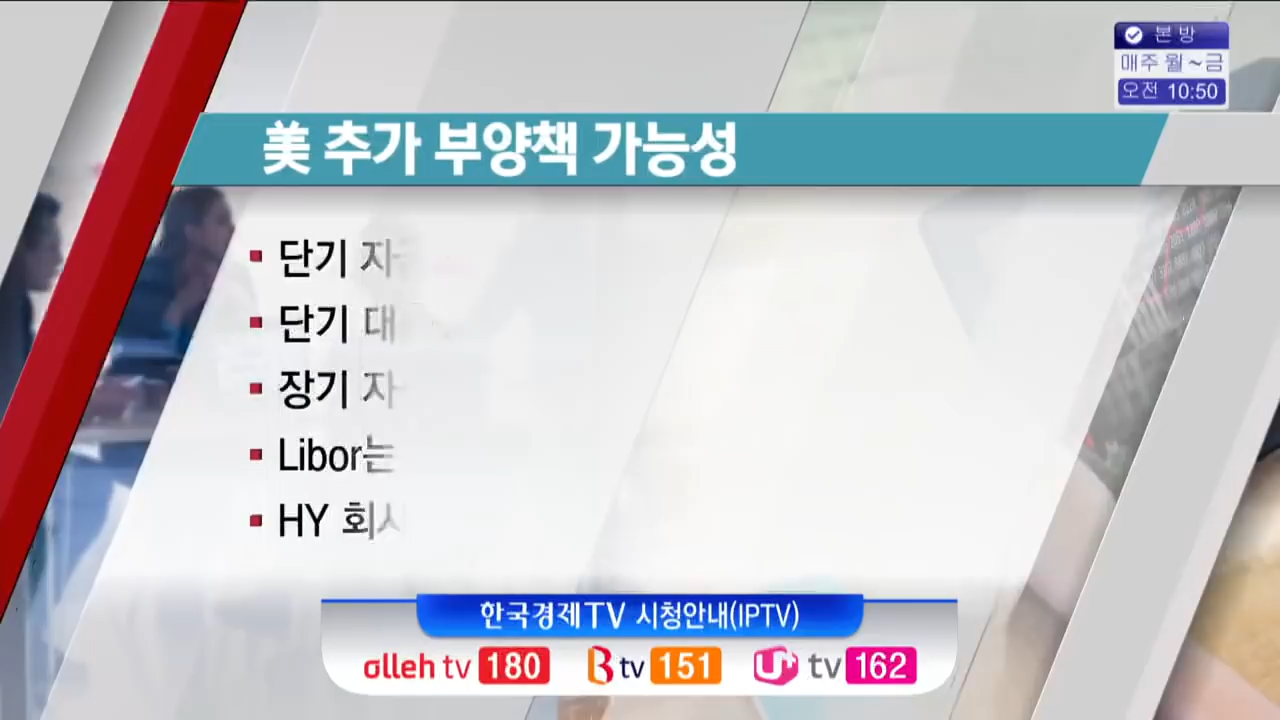 본방
매주 월~금
오전 10:50
美 추가 부양책 가능성
단기
단기 대
장기
Libor는
HY
한국경제TV 시청안내(IPTV)
alleh tv 180 B tv 151 U+ tv 162